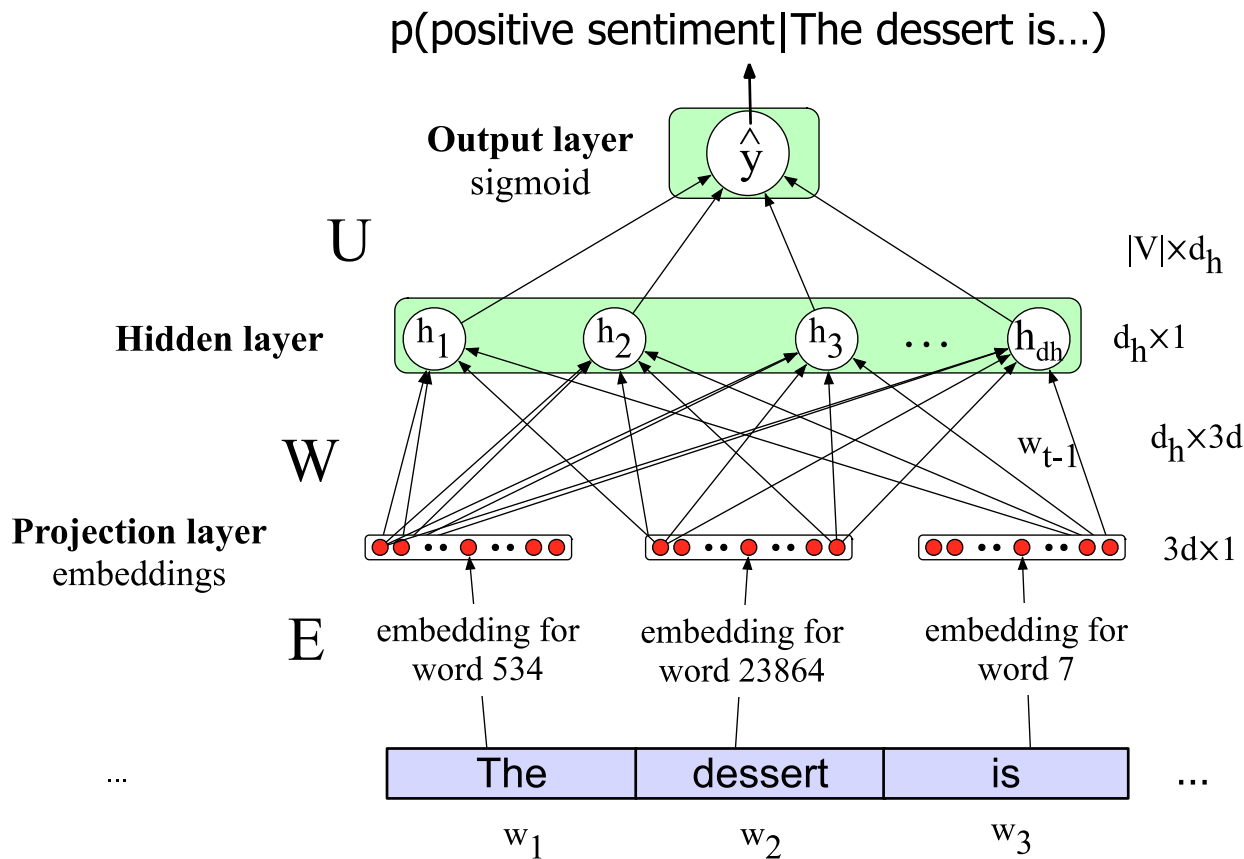 p(positive sentiment|The dessert is…)
Output layer
sigmoid
ŷ
U
|V|×dh
Hidden layer
h1 h2 h3 … hdh
dh×1
W
wt-1
dh×3d
Projection layer
embeddings
3d×1
E
embedding for
word 534
embedding for
word 23864
embedding for
word 7
... The dessert is ...
w1 w2 w3